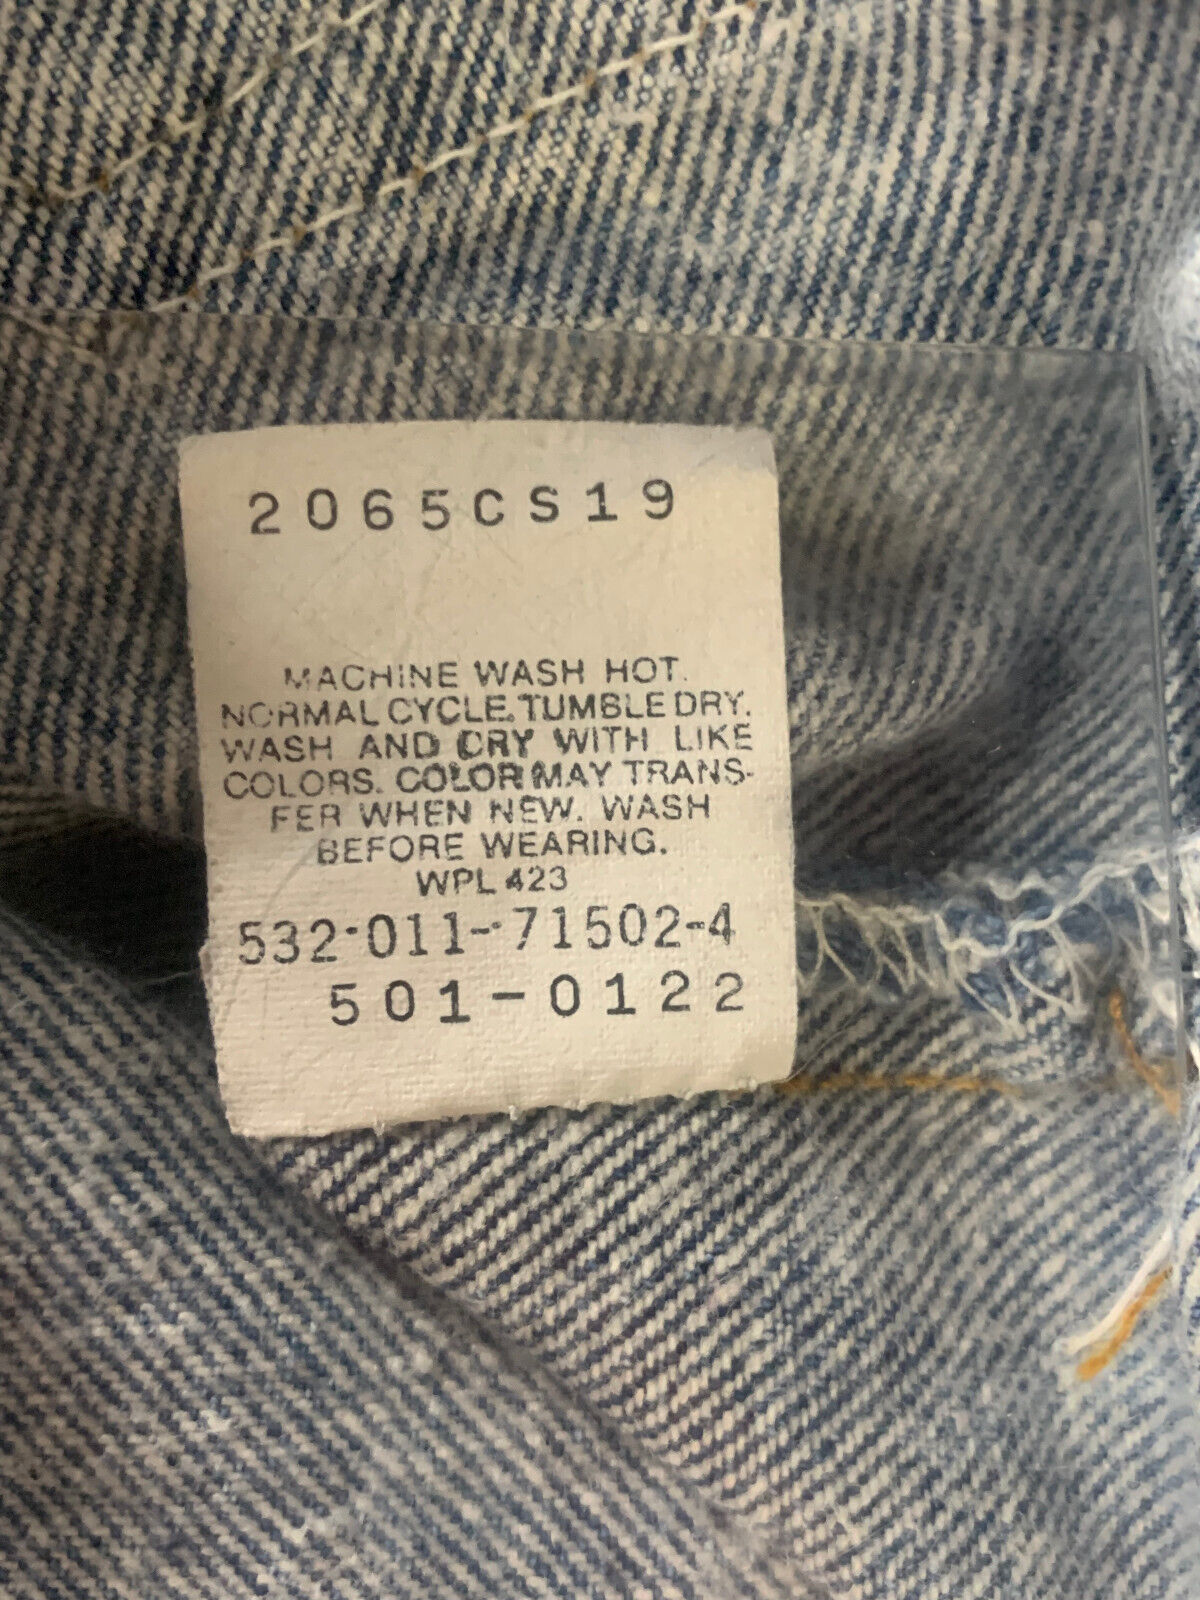 2065CS19
MACHINE WASH HOT.
NORMAL CYCLE. TUMBLE DRY.
WASH AND DRY WITH LIKE
COLORS. COLOR MAY TRANS-
FER WHEN NEW. WASH
BEFORE WEARING.
WPL 423
532-011-71502-4
501-0122